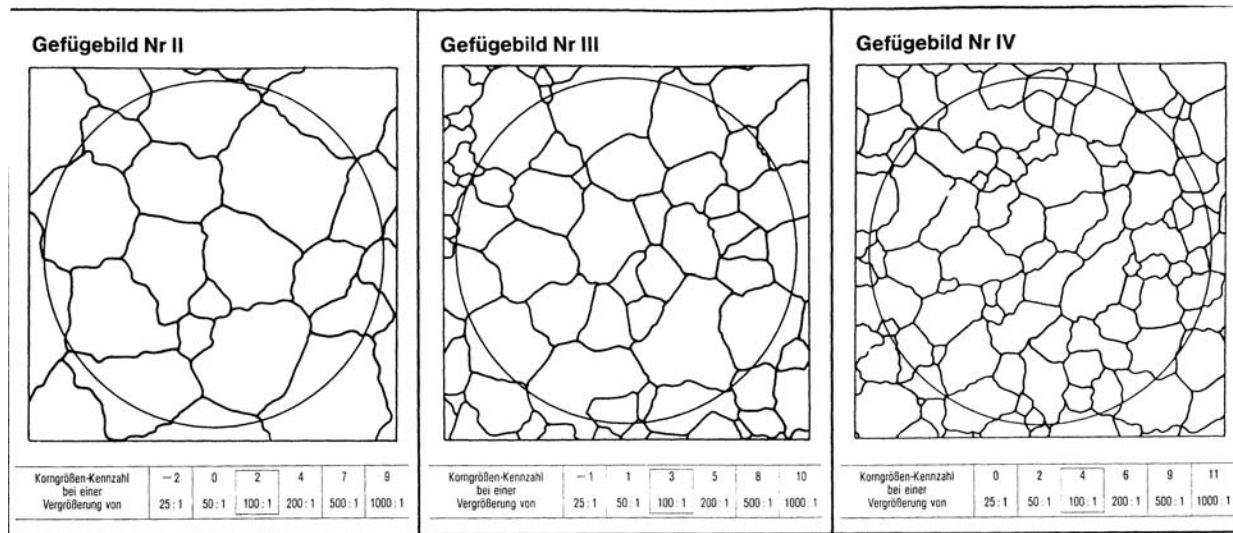 Gefügebild Nr II
Korngrößen-Kennzahl −2 0 2 4 7 9
bei einer
Vergrößerung von 25:1 50:1 100:1 200:1 500:1 1000:1
Gefügebild Nr III
Korngrößen-Kennzahl −1 1 3 5 8 10
bei einer
Vergrößerung von 25:1 50:1 100:1 200:1 500:1 1000:1
Gefügebild Nr IV
Korngrößen-Kennzahl 0 2 4 6 9 11
bei einer
Vergrößerung von 25:1 50:1 100:1 200:1 500:1 1000:1